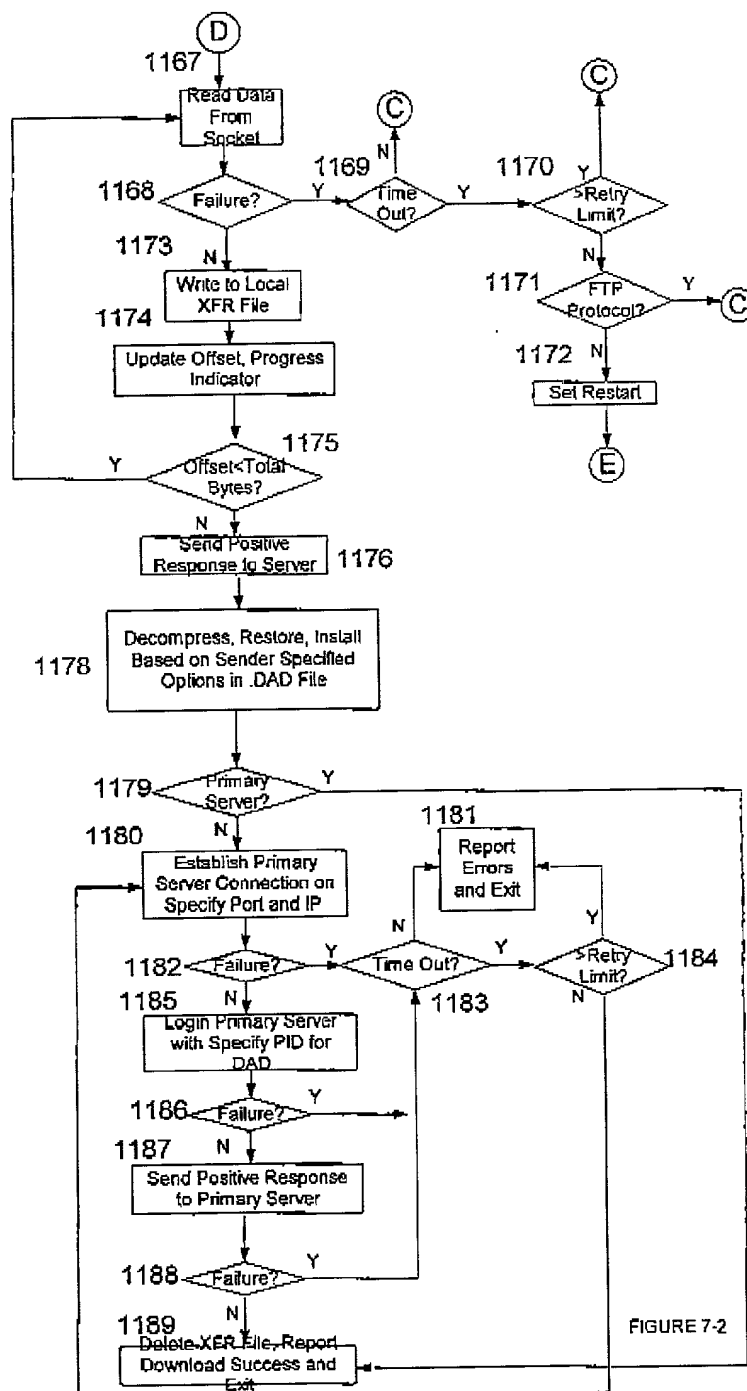 D
1167
Read Data
From
Socket
C
C
N
1169
1170
Y
1168
Failure?
Y
Time
Out?
Y
>Retry
Limit?
1173
N
N
1171
FTP
Protocol?
Y
C
Write to Local
XFR File
1174
1172
N
Update Offset, Progress
Indicator
Set Restart
1175
E
Y
Offset<Total
Bytes?
N
Send Positive
Response to Server
1176
1178
Decompress, Restore, Install
Based on Sender Specified
Options in .DAD File
1179
Primary
Server?
Y
1180
N
1181
Report
Errors
and Exit
Establish Primary
Server Connection on
Specify Port and IP
N
Y
1182
Failure?
Y
Time Out?
Y
>Retry
Limit?
1184
1185
N
1183
N
Login Primary Server
with Specify PID for
DAD
1186
Failure?
Y
1187
N
Send Positive Response
to Primary Server
1188
Failure?
Y
1189
N
FIGURE 7-2
Delete XFR File, Report
Download Success and
Exit